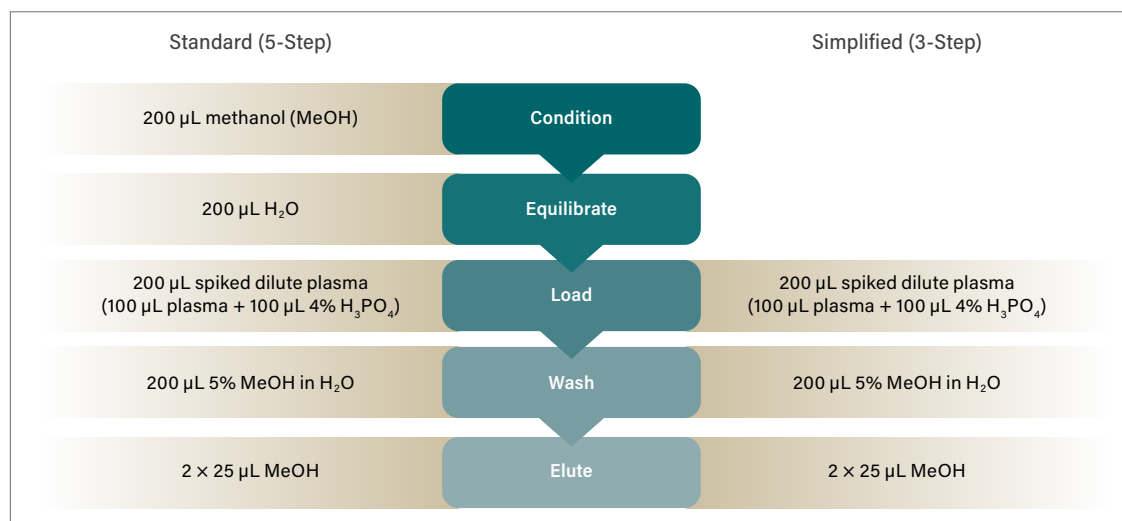 Standard (5-Step)
Simplified (3-Step)
200 µL methanol (MeOH)
Condition
200 µL H₂O
Equilibrate
200 µL spiked dilute plasma
(100 µL plasma + 100 µL 4% H₃PO₄)
Load
200 µL spiked dilute plasma
(100 µL plasma + 100 µL 4% H₃PO₄)
200 µL 5% MeOH in H₂O
Wash
200 µL 5% MeOH in H₂O
2 × 25 µL MeOH
Elute
2 × 25 µL MeOH